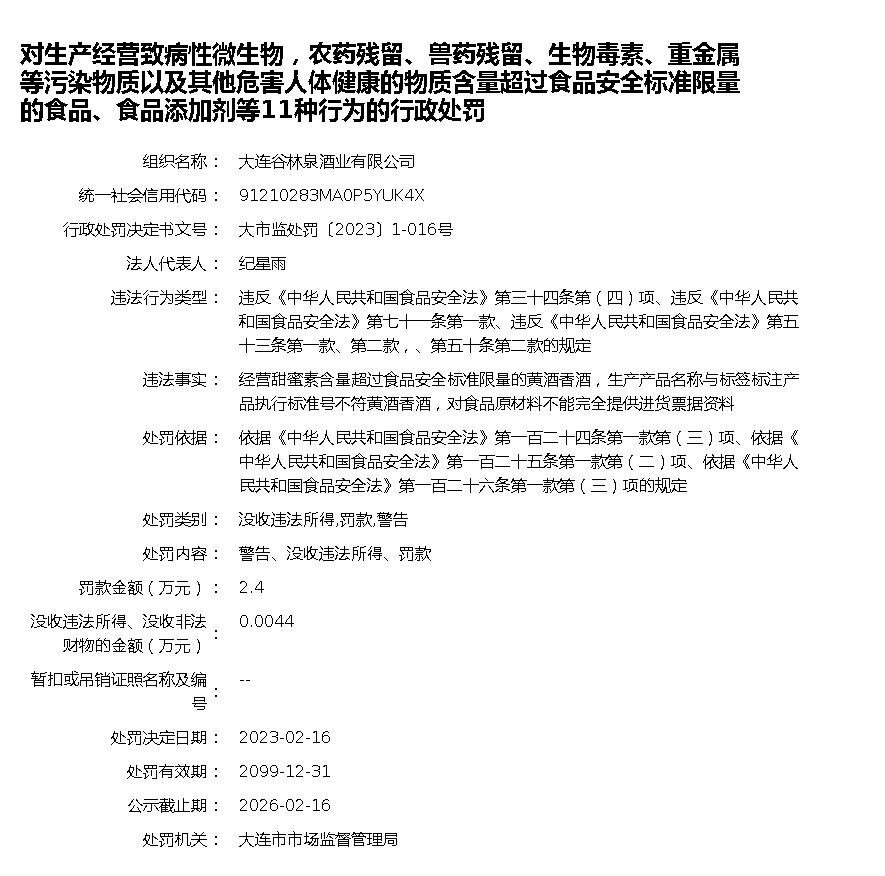 对生产经营致病性微生物，农药残留、兽药残留、生物毒素、重金属
等污染物质以及其他危害人体健康的物质含量超过食品安全标准限量
的食品、食品添加剂等11种行为的行政处罚
组织名称： 大连谷林泉酒业有限公司
统一社会信用代码： 91210283MA0P5YUK4X
行政处罚决定书文号： 大市监处罚〔2023〕1-016号
法人代表人： 纪星雨
违法行为类型： 违反《中华人民共和国食品安全法》第三十四条第（四）项、违反《中华人民共
和国食品安全法》第七十一条第一款、违反《中华人民共和国食品安全法》第五
十三条第一款、第二款，、第五十条第二款的规定
违法事实： 经营甜蜜素含量超过食品安全标准限量的黄酒香酒，生产产品名称与标签标注产
品执行标准号不符黄酒香酒，对食品原材料不能完全提供进货票据资料
处罚依据： 依据《中华人民共和国食品安全法》第一百二十四条第一款第（三）项、依据《
中华人民共和国食品安全法》第一百二十五条第一款第（二）项、依据《中华人
民共和国食品安全法》第一百二十六条第一款第（三）项的规定
处罚类别： 没收违法所得,罚款,警告
处罚内容： 警告、没收违法所得、罚款
罚款金额（万元）： 2.4
没收违法所得、没收非法
财物的金额（万元）： 0.0044
暂扣或吊销证照名称及编
号： --
处罚决定日期： 2023-02-16
处罚有效期： 2099-12-31
公示截止期： 2026-02-16
处罚机关： 大连市市场监督管理局